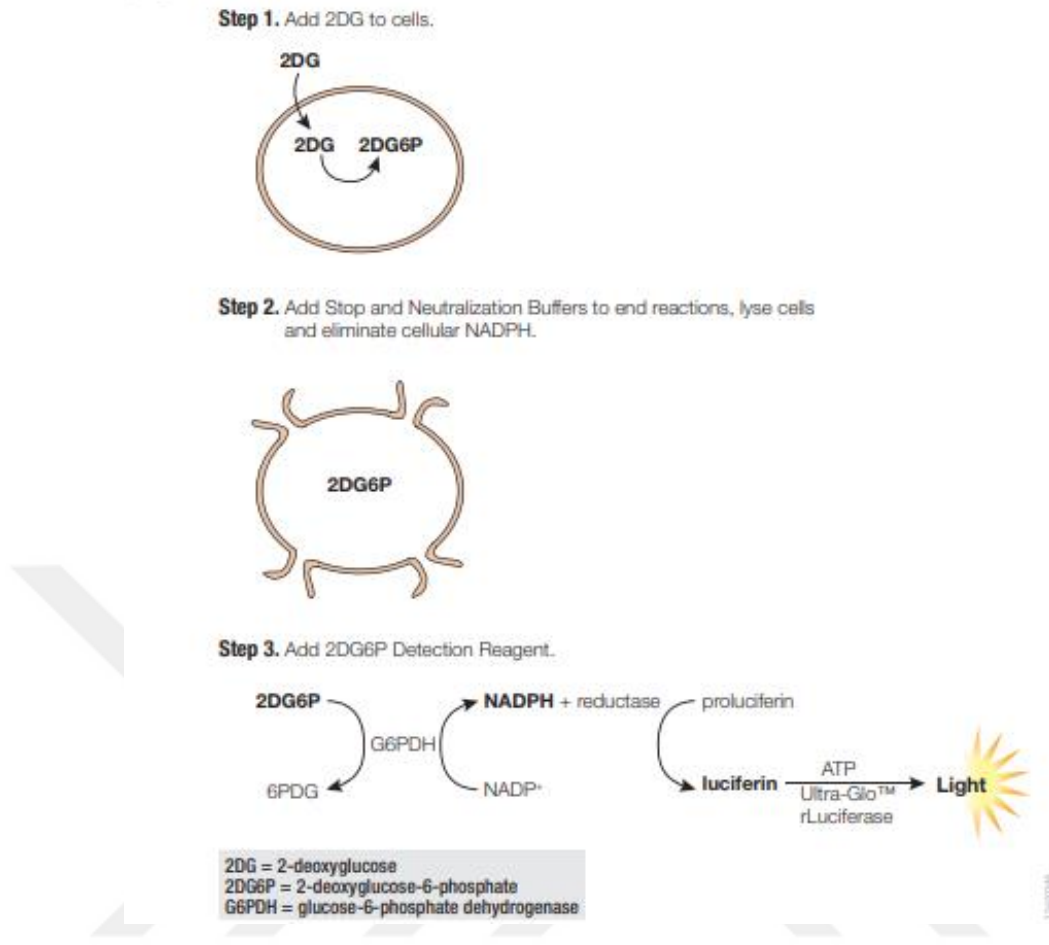 Step 1. Add 2DG to cells.
2DG
2DG 2DG6P
Step 2. Add Stop and Neutralization Buffers to end reactions, lyse cells
and eliminate cellular NADPH.
2DG6P
Step 3. Add 2DG6P Detection Reagent.
2DG6P NADPH + reductase proluciferin
G6PDH
6PDG NADP+ luciferin ATP Light
Ultra-Glo™
rLuciferase
2DG = 2-deoxyglucose
2DG6P = 2-deoxyglucose-6-phosphate
G6PDH = glucose-6-phosphate dehydrogenase